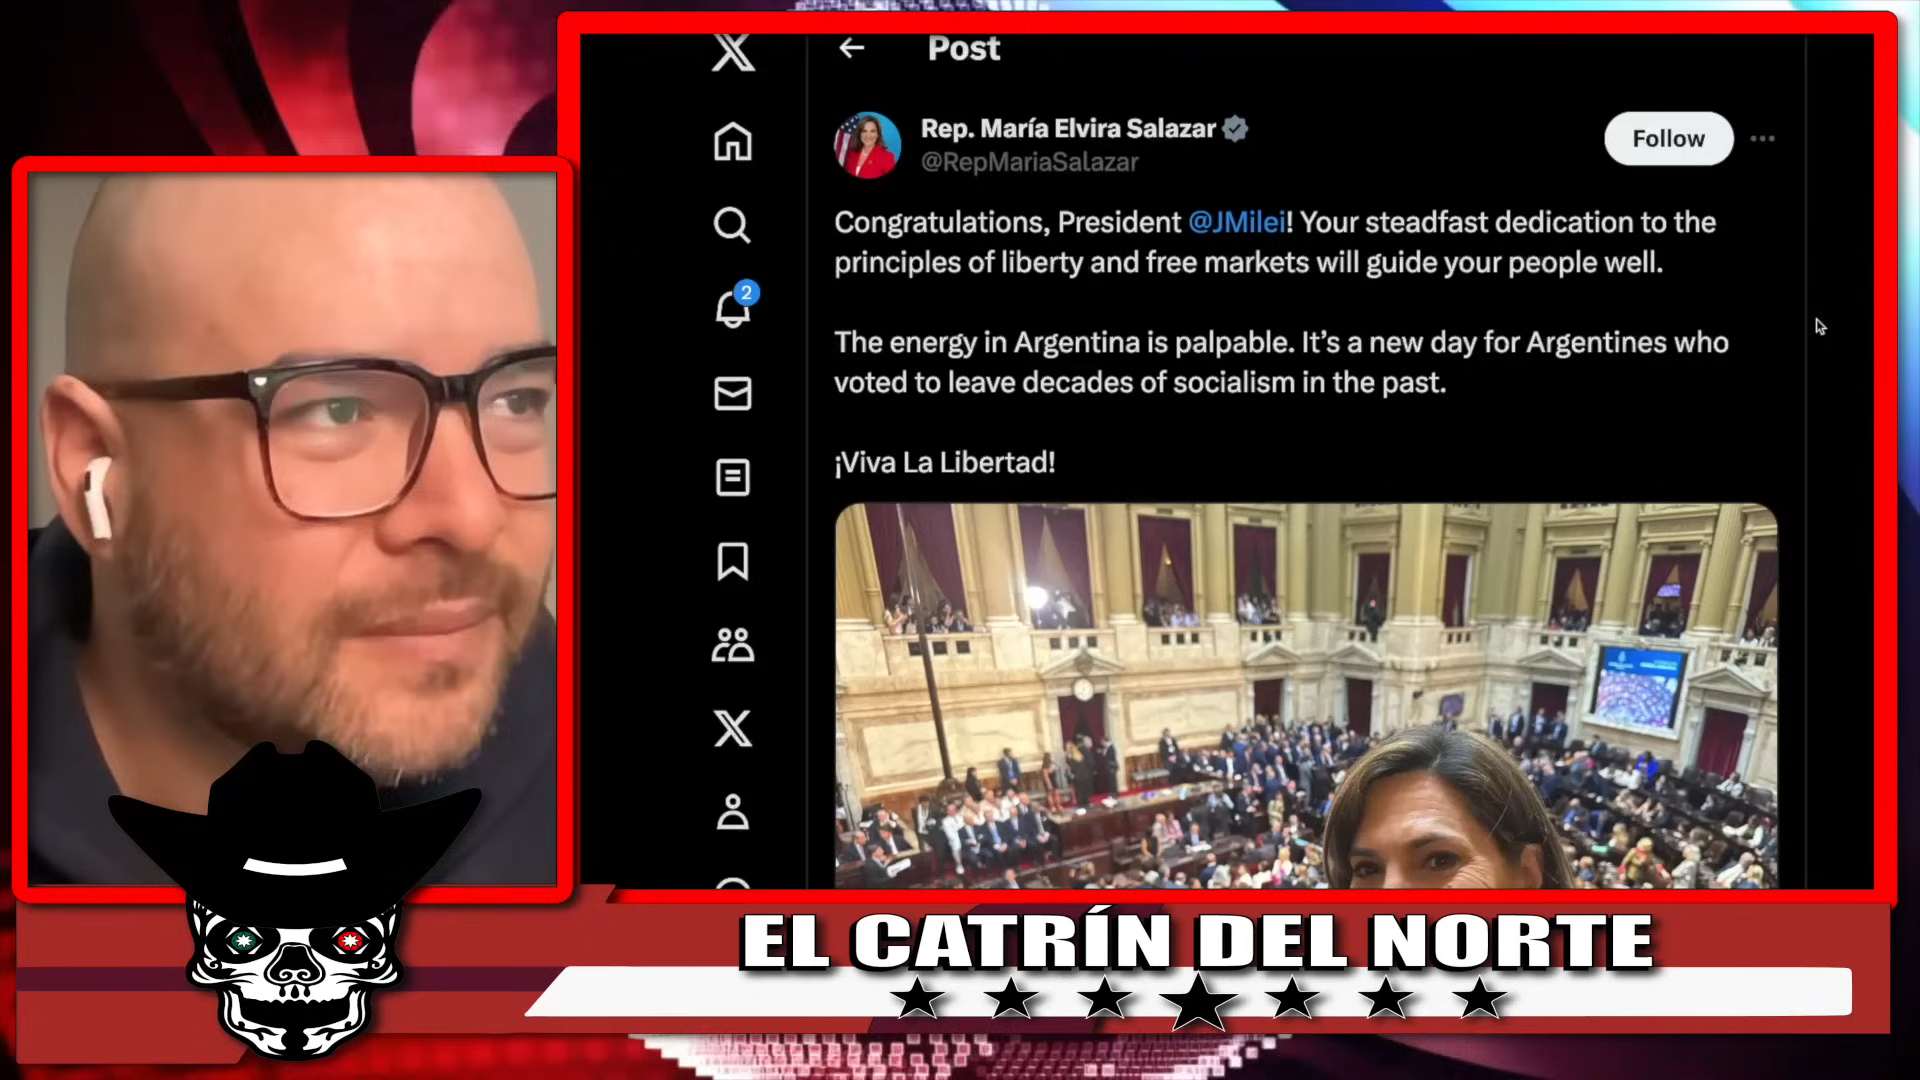 Post
Rep. María Elvira Salazar
@RepMariaSalazar
Follow
Congratulations, President @JMilei! Your steadfast dedication to the
principles of liberty and free markets will guide your people well.
The energy in Argentina is palpable. It’s a new day for Argentines who
voted to leave decades of socialism in the past.
¡Viva La Libertad!
2
EL CATRÍN DEL NORTE